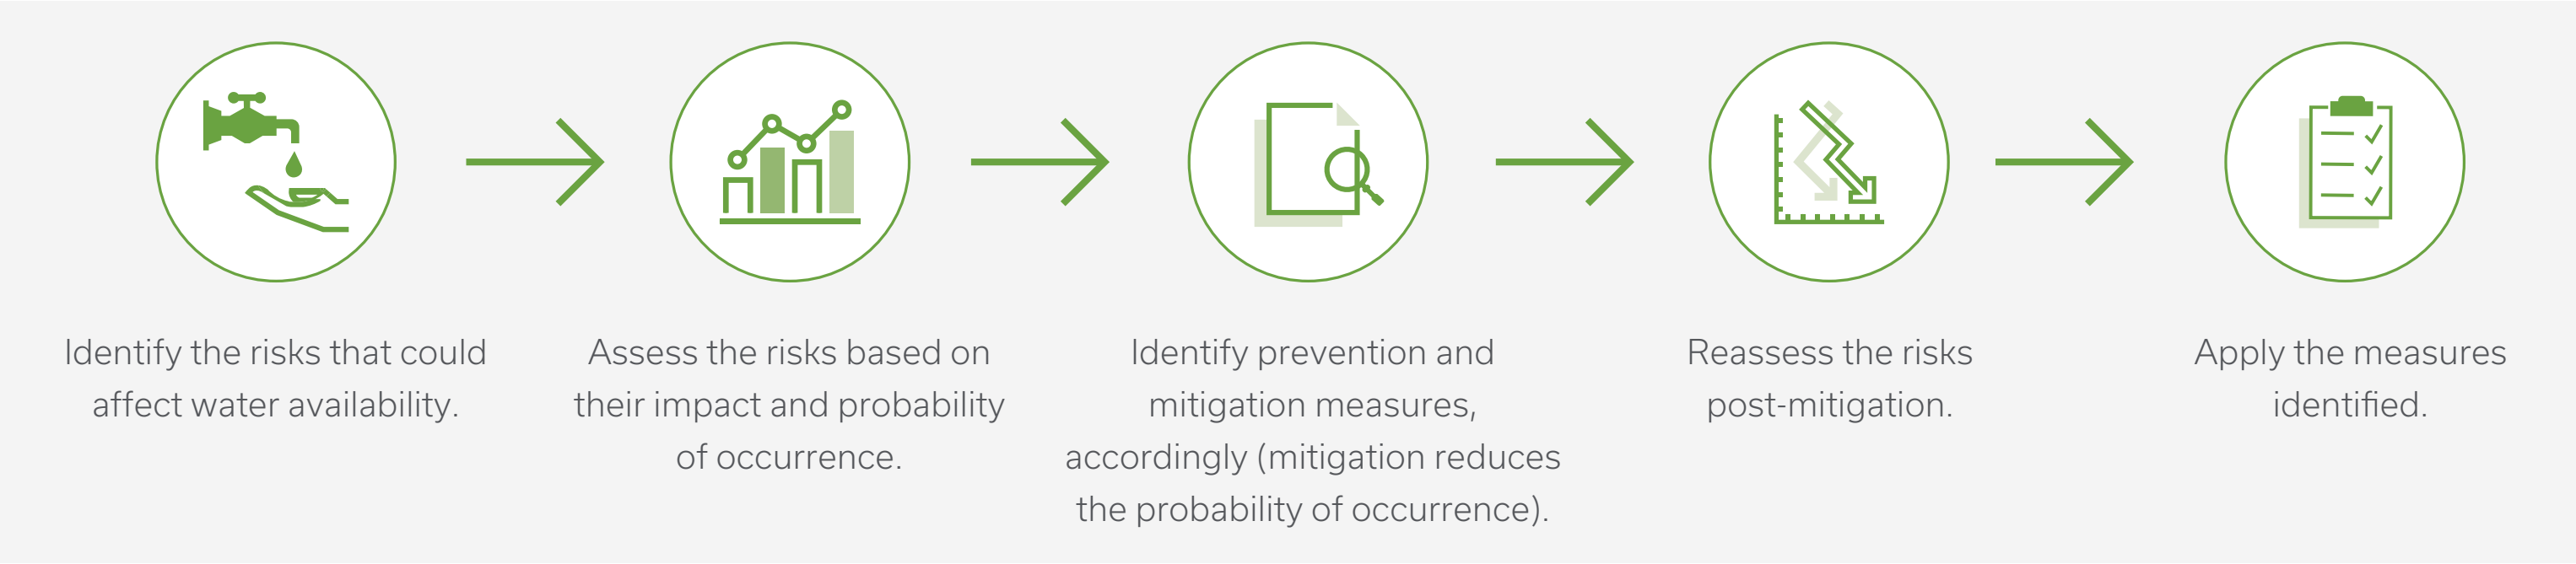 Identify the risks that could
affect water availability.
Assess the risks based on
their impact and probability
of occurrence.
Identify prevention and
mitigation measures,
accordingly (mitigation reduces
the probability of occurrence).
Reassess the risks
post-mitigation.
Apply the measures
identified.